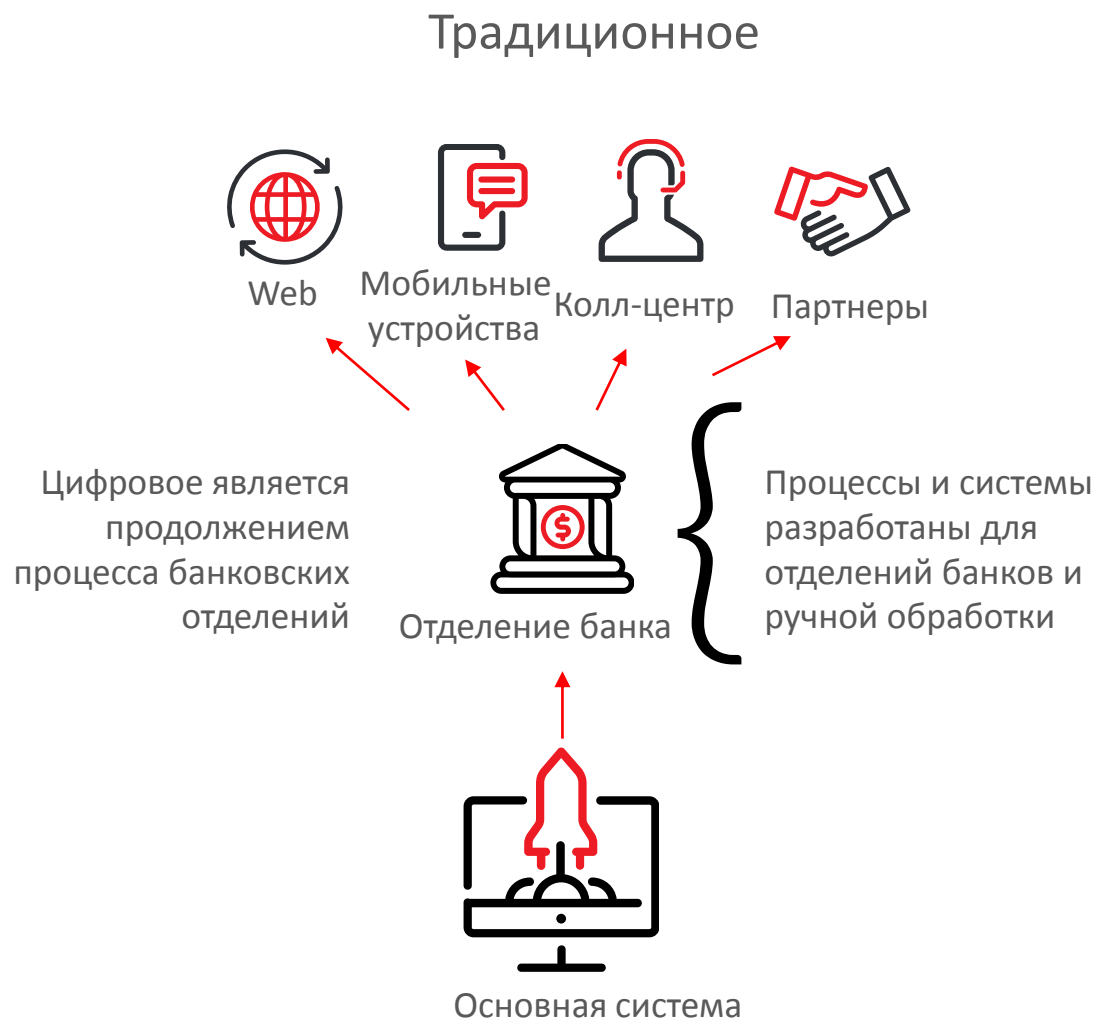 Традиционное
Web
Мобильные
устройства
Колл-центр
Партнеры
Цифровое является
продолжением
процесса банковских
отделений
$
Отделение банка
Процессы и системы
разработаны для
отделений банков и
ручной обработки
Основная система